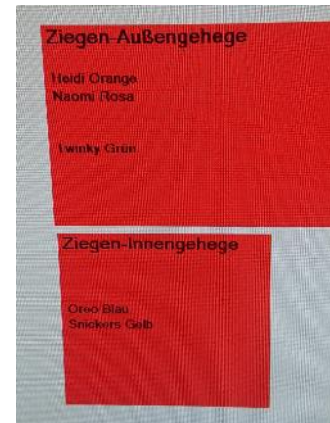 Ziegen-Außengehege
Heidi Orange
Naomi Rosa
Twinky Grün
Ziegen-Innengehege
Oreo Blau
Snickers Gelb